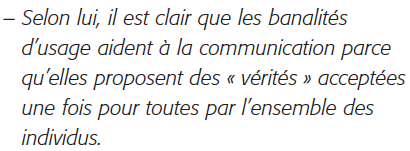 – Selon lui, il est clair que les banalités
d’usage aident à la communication parce
qu’elles proposent des « vérités » acceptées
une fois pour toutes par l’ensemble des
individus.